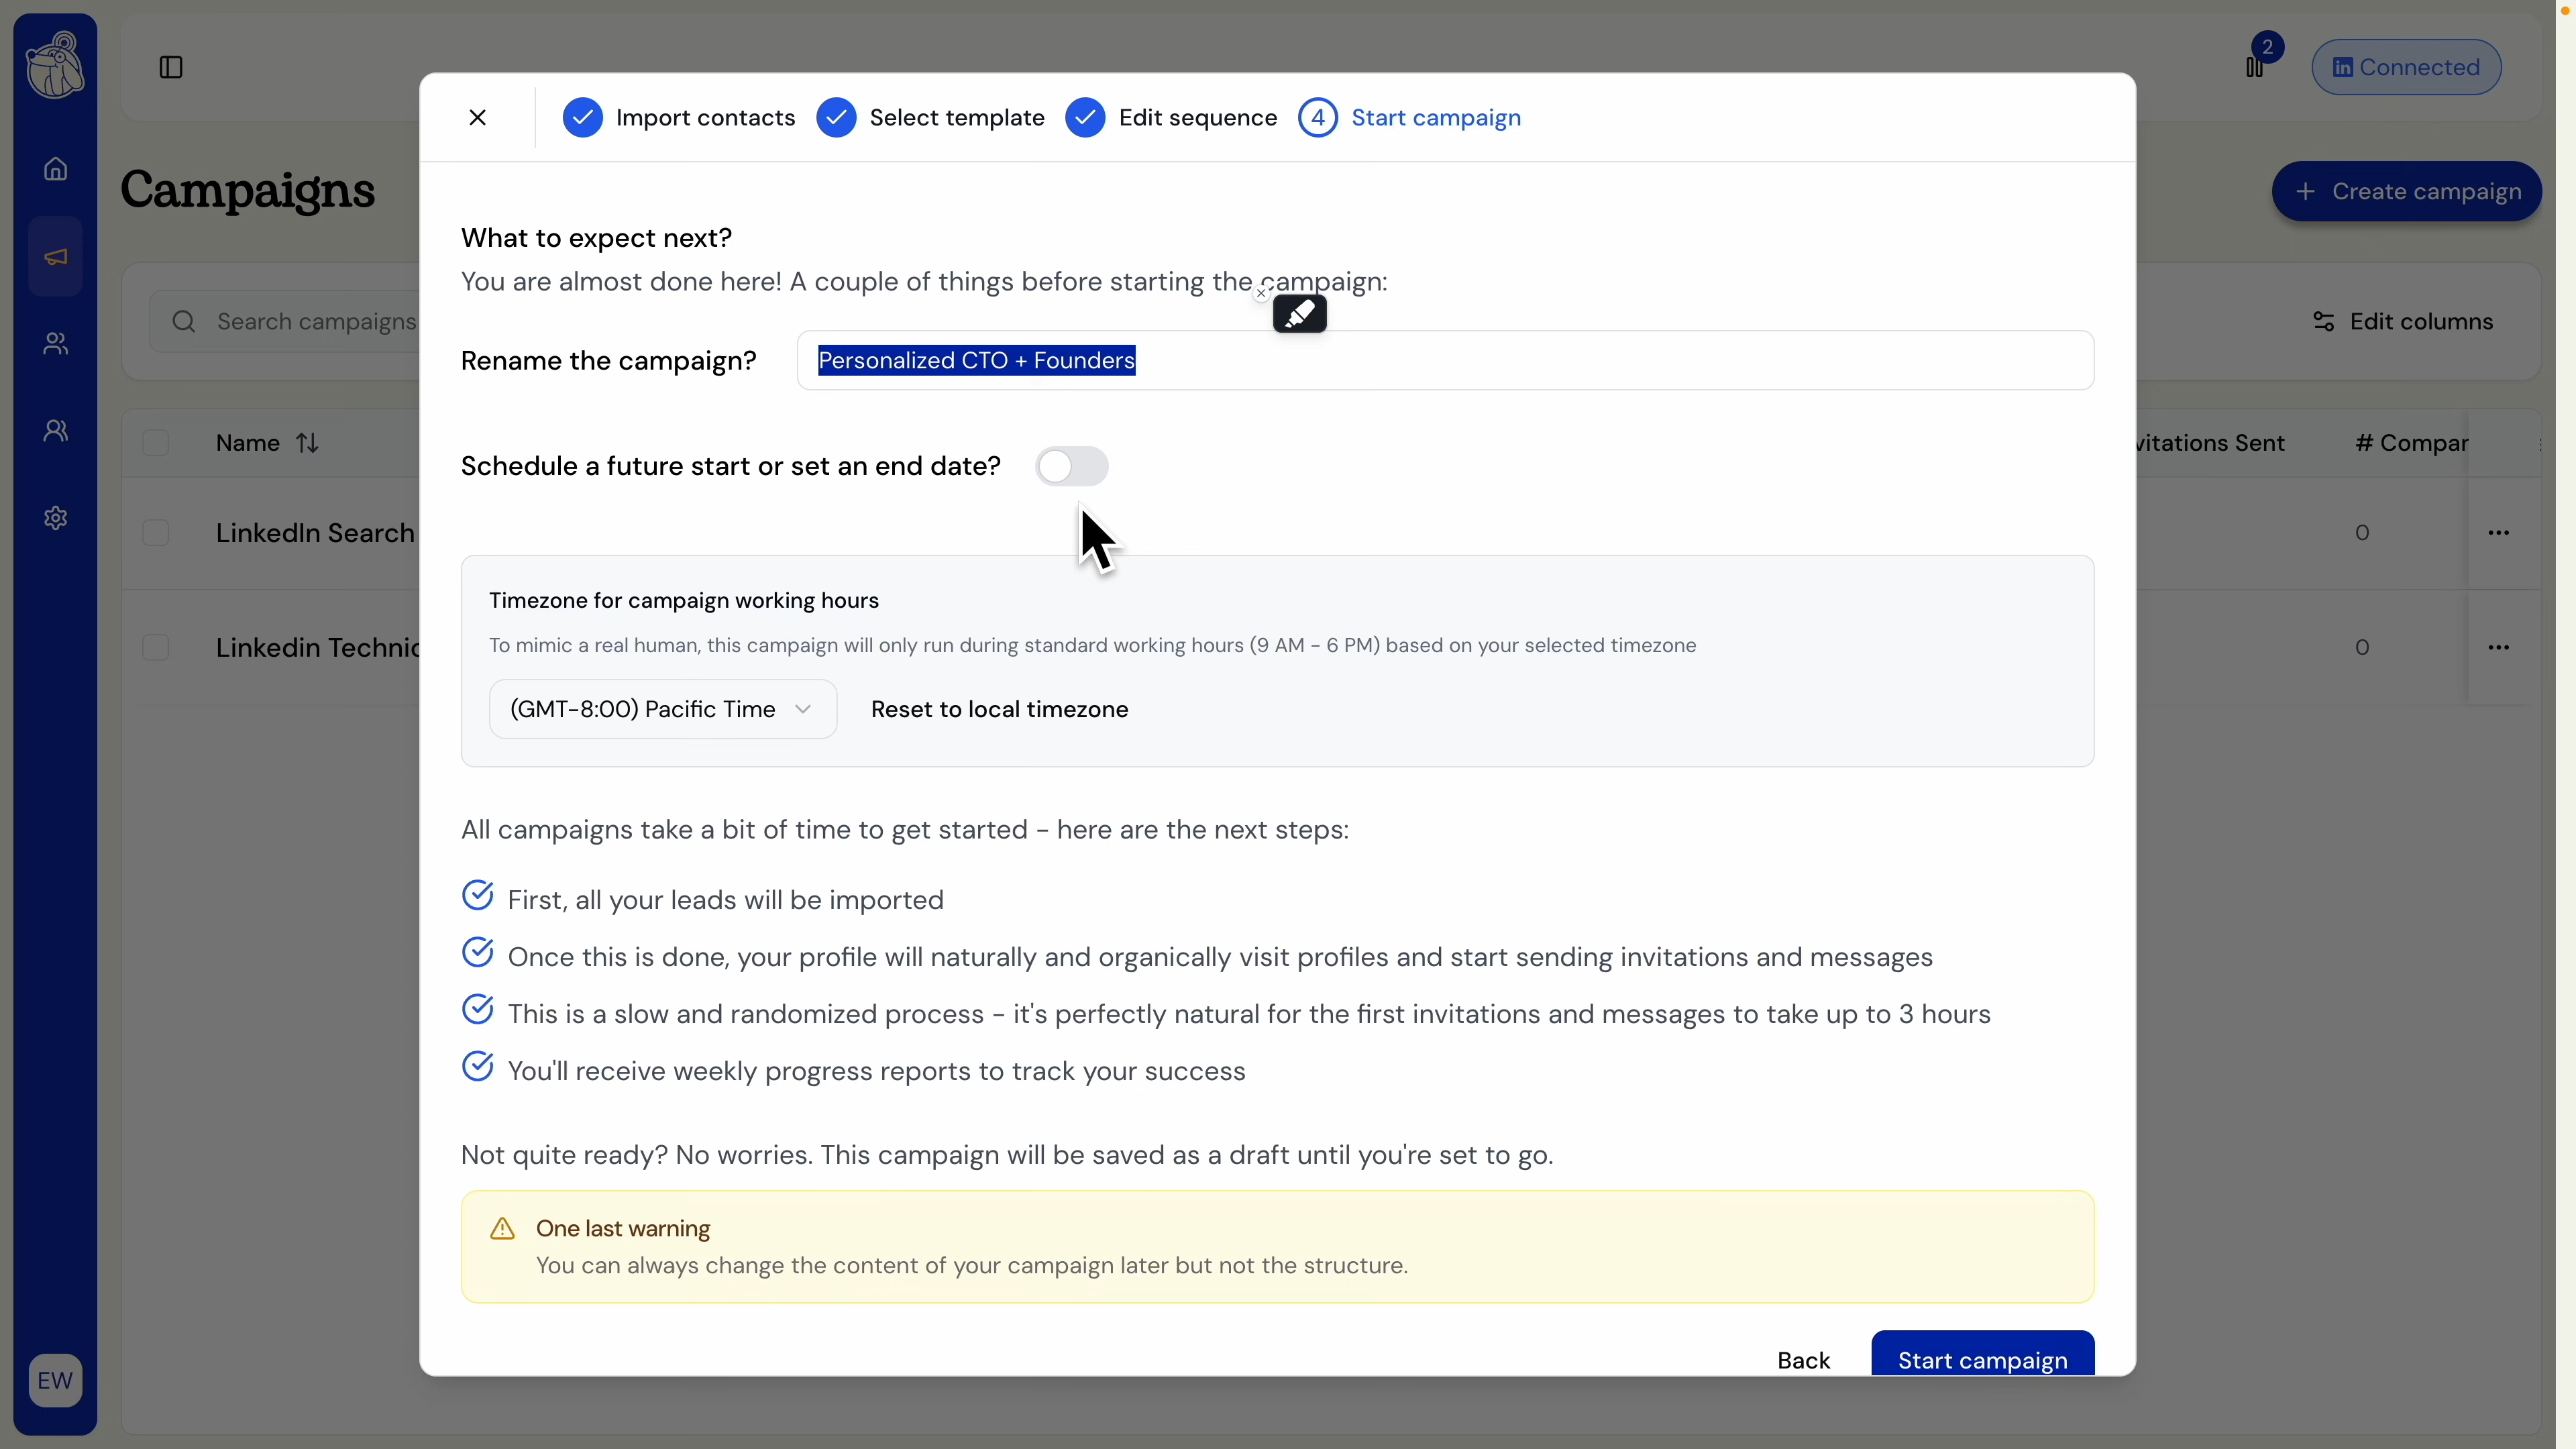 2
Connected
Import contacts
Select template
Edit sequence
4
Start campaign
Campaigns
Create campaign
What to expect next?
You are almost done here! A couple of things before starting the campaign:
Search campaigns
Edit columns
Rename the campaign?
Personalized CTO + Founders
Name
vitations Sent
# Compar
Schedule a future start or set an end date?
LinkedIn Search
0
Timezone for campaign working hours
To mimic a real human, this campaign will only run during standard working hours (9 AM - 6 PM) based on your selected timezone
Linkedin Technic
0
(GMT-8:00) Pacific Time
Reset to local timezone
All campaigns take a bit of time to get started - here are the next steps:
First, all your leads will be imported
Once this is done, your profile will naturally and organically visit profiles and start sending invitations and messages
This is a slow and randomized process - it's perfectly natural for the first invitations and messages to take up to 3 hours
You'll receive weekly progress reports to track your success
Not quite ready? No worries. This campaign will be saved as a draft until you're set to go.
One last warning
You can always change the content of your campaign later but not the structure.
Back
Start campaign
EW